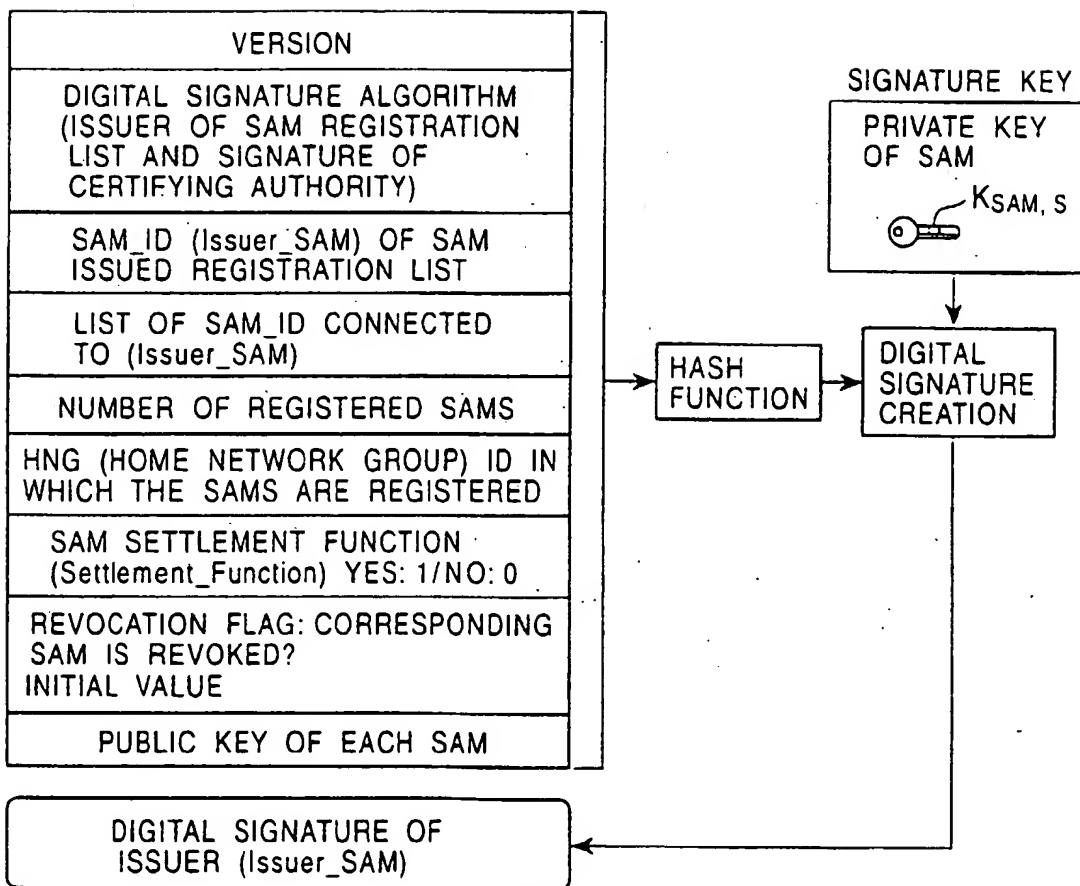 VERSION
DIGITAL SIGNATURE ALGORITHM
(ISSUER OF SAM REGISTRATION
LIST AND SIGNATURE OF
CERTIFYING AUTHORITY)
SAM_ID (Issuer_SAM) OF SAM
ISSUED REGISTRATION LIST
LIST OF SAM_ID CONNECTED
TO (Issuer_SAM)
NUMBER OF REGISTERED SAMS
HNG (HOME NETWORK GROUP) ID IN
WHICH THE SAMS ARE REGISTERED
SAM SETTLEMENT FUNCTION
(Settlement_Function) YES: 1/NO: 0
REVOCATION FLAG: CORRESPONDING
SAM IS REVOKED?
INITIAL VALUE
PUBLIC KEY OF EACH SAM
HASH
FUNCTION
SIGNATURE KEY
PRIVATE KEY
OF SAM
KSAM, S
DIGITAL
SIGNATURE
CREATION
DIGITAL SIGNATURE OF
ISSUER (Issuer_SAM)